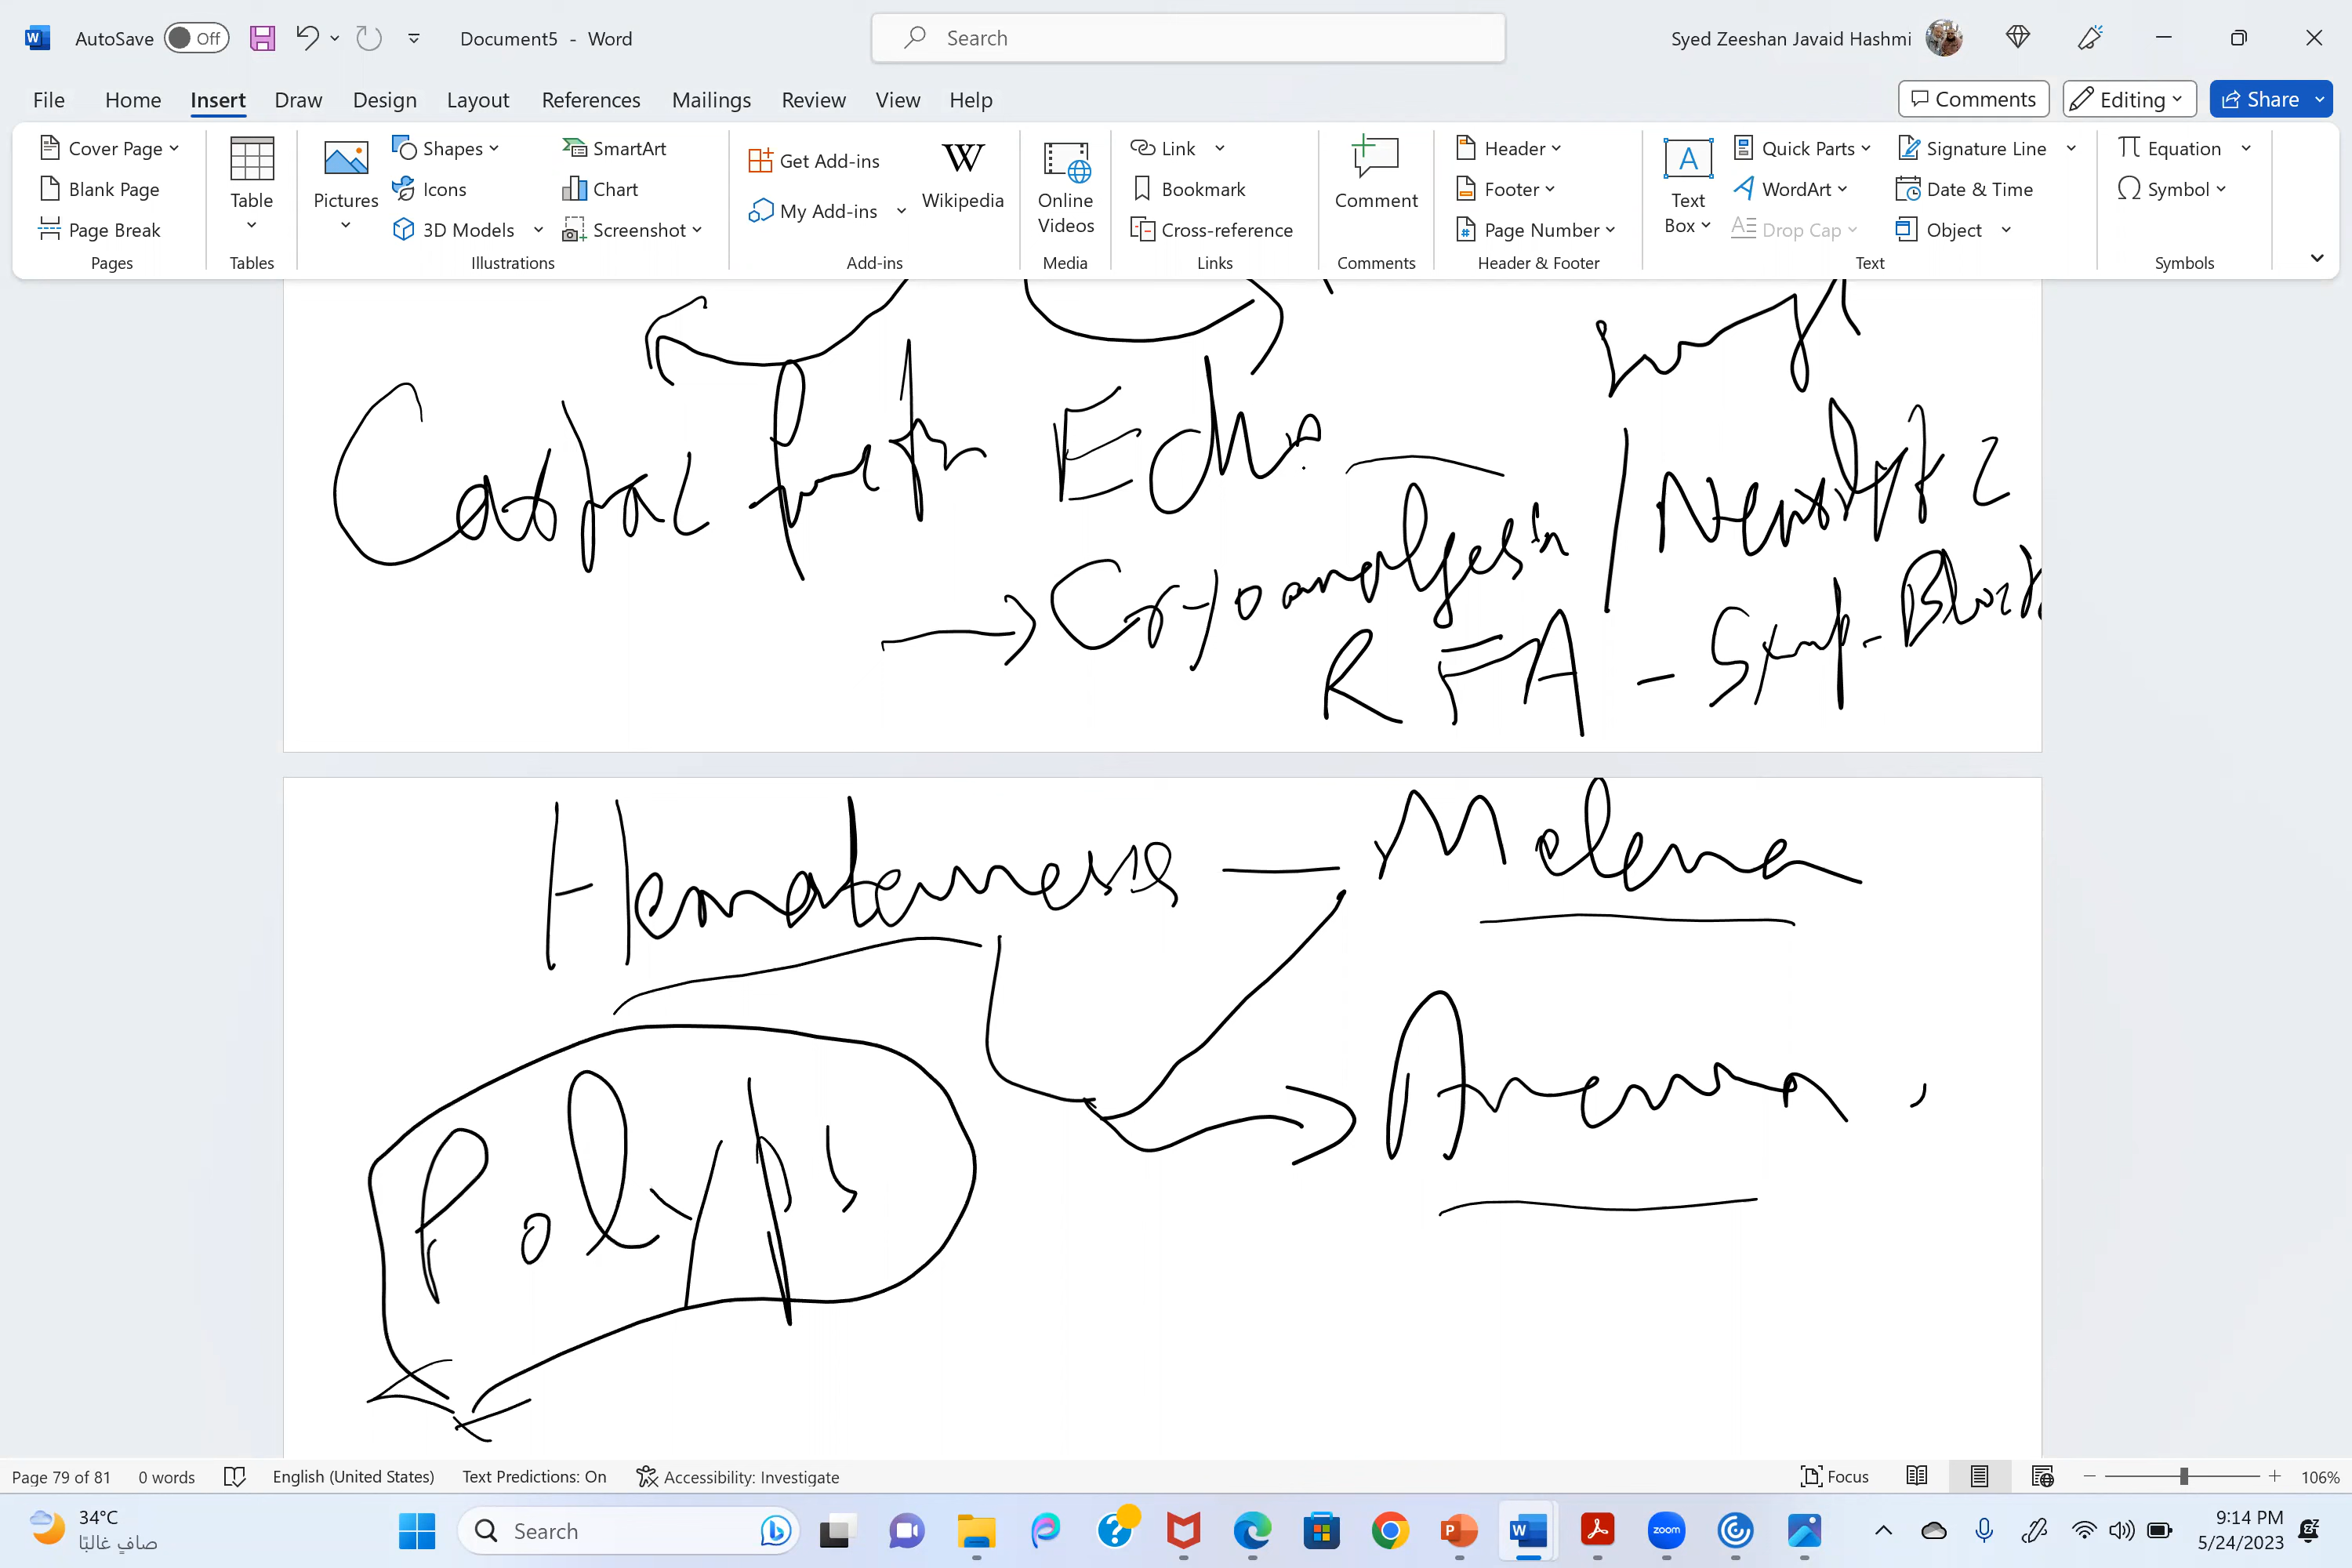 AutoSave Off Document5 - Word Search Syed Zeeshan Javaid Hashmi
File Home Insert Draw Design Layout References Mailings Review View Help Comments Editing Share
Cover Page Shapes SmartArt Get Add-ins Link Header Quick Parts Signature Line Equation
Blank Page Table Pictures Icons Chart My Add-ins Wikipedia Online Videos Bookmark Comment Footer Text Box WordArt Date & Time Symbol
Page Break 3D Models Screenshot Cross-reference Page Number Drop Cap Object
Pages Tables Illustrations Add-ins Media Links Comments Header & Footer Text Symbols
Echo
Cryoanalgesia
RFA - Symp. Block
Hematemesis - Melena
Anemia
Polyps
Page 79 of 81 0 words English (United States) Text Predictions: On Accessibility: Investigate Focus 106%
34°C Search 9:14 PM
صافٍ غالبًا 5/24/2023